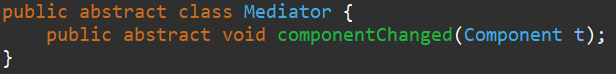 public abstract class Mediator {
    public abstract void componentChanged(Component t);
}